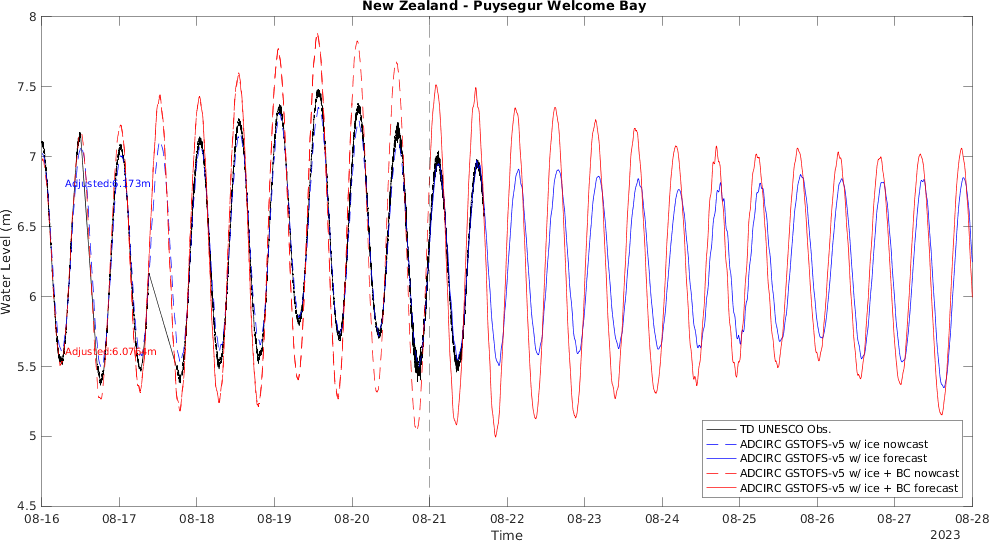 New Zealand - Puysegur Welcome Bay
8
7.5
7
6.5
6
5.5
5
4.5
Water Level (m)
Adjusted:6.173m
TD UNESCO Obs.
ADCIRC GSTOFS-v5 w/ ice nowcast
ADCIRC GSTOFS-v5 w/ ice forecast
ADCIRC GSTOFS-v5 w/ ice + BC nowcast
ADCIRC GSTOFS-v5 w/ ice + BC forecast
08-16 08-17 08-18 08-19 08-20 08-21 08-22 08-23 08-24 08-25 08-26 08-27 08-28
Time
2023